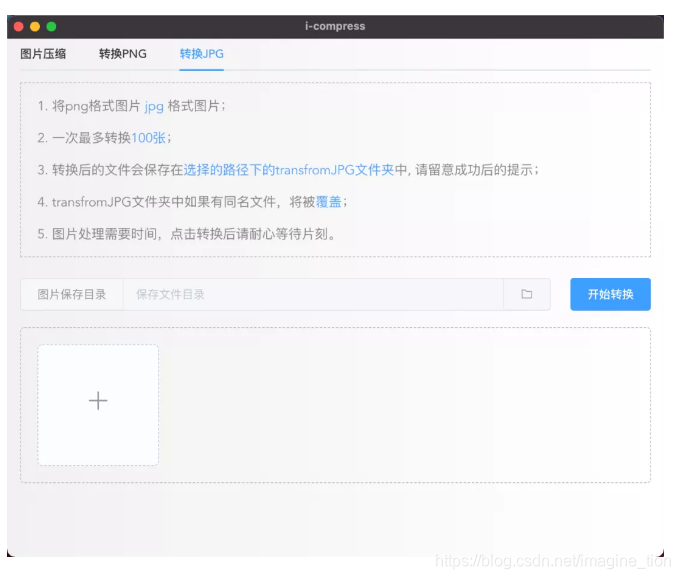 i-compress
图片压缩 转换PNG 转换JPG
1. 将png格式图片 jpg 格式图片；
2. 一次最多转换100张；
3. 转换后的文件会保存在选择的路径下的transfromJPG文件夹中, 请留意成功后的提示；
4. transfromJPG文件夹中如果有同名文件，将被覆盖；
5. 图片处理需要时间，点击转换后请耐心等待片刻。
图片保存目录 保存文件目录 开始转换
https://blog.csdn.net/imagine_tion